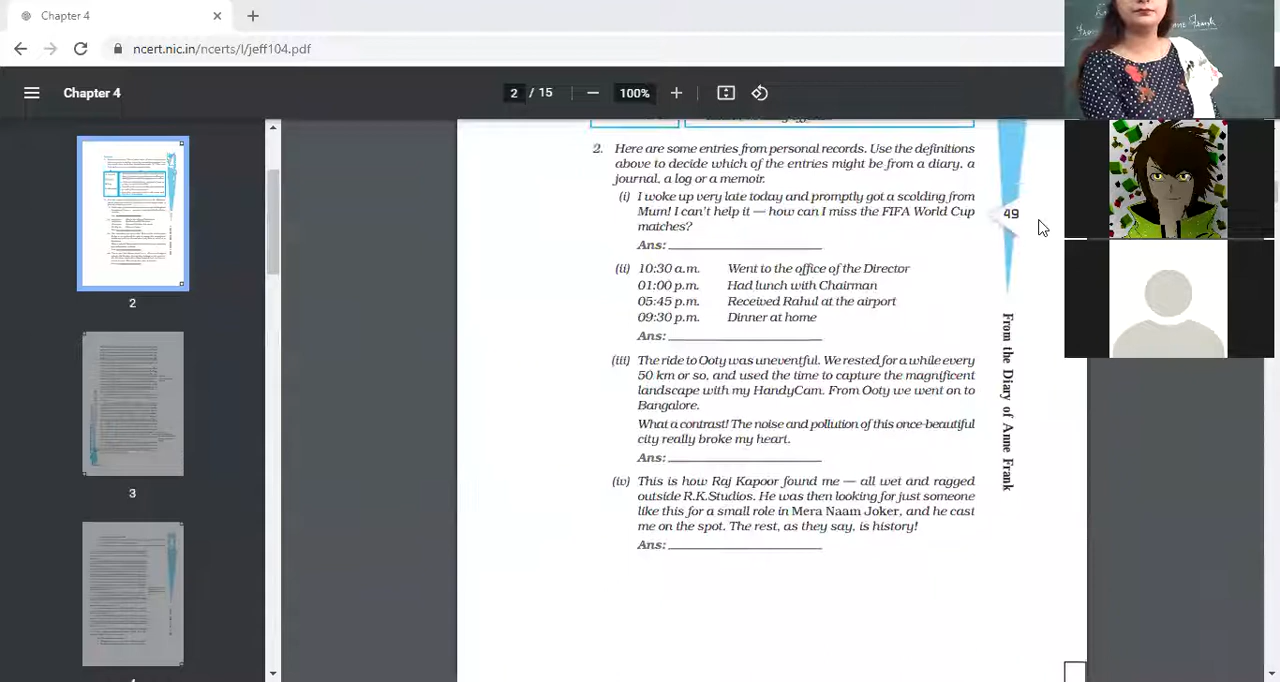 Chapter 4
ncert.nic.in/ncerts/l/jeff104.pdf
Chapter 4
2 / 15
100%
2. Here are some entries from personal records. Use the definitions
above to decide which of the entries might be from a diary, a
journal, a log or a memoir.
(i) I woke up very late today and promptly got a scolding from
Mum! I can't help it — how can I miss the FIFA World Cup
matches?
Ans:
(ii) 10:30 a.m. Went to the office of the Director
01:00 p.m. Had lunch with Chairman
05:45 p.m. Received Rahul at the airport
09:30 p.m. Dinner at home
Ans:
(iii) The ride to Ooty was uneventful. We rested for a while every
50 km or so, and used the time to capture the magnificent
landscape with my HandyCam. From Ooty we went on to
Bangalore.
What a contrast! The noise and pollution of this once-beautiful
city really broke my heart.
Ans:
(iv) This is how Raj Kapoor found me — all wet and ragged
outside R.K.Studios. He was then looking for just someone
like this for a small role in Mera Naam Joker, and he cast
me on the spot. The rest, as they say, is history!
Ans:
49
From the Diary of Anne Frank
2
3
Frank